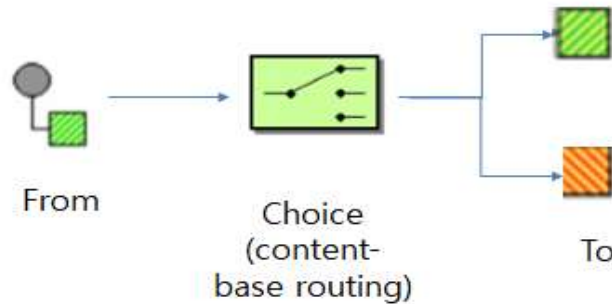 From
Choice
(content-
base routing)
To